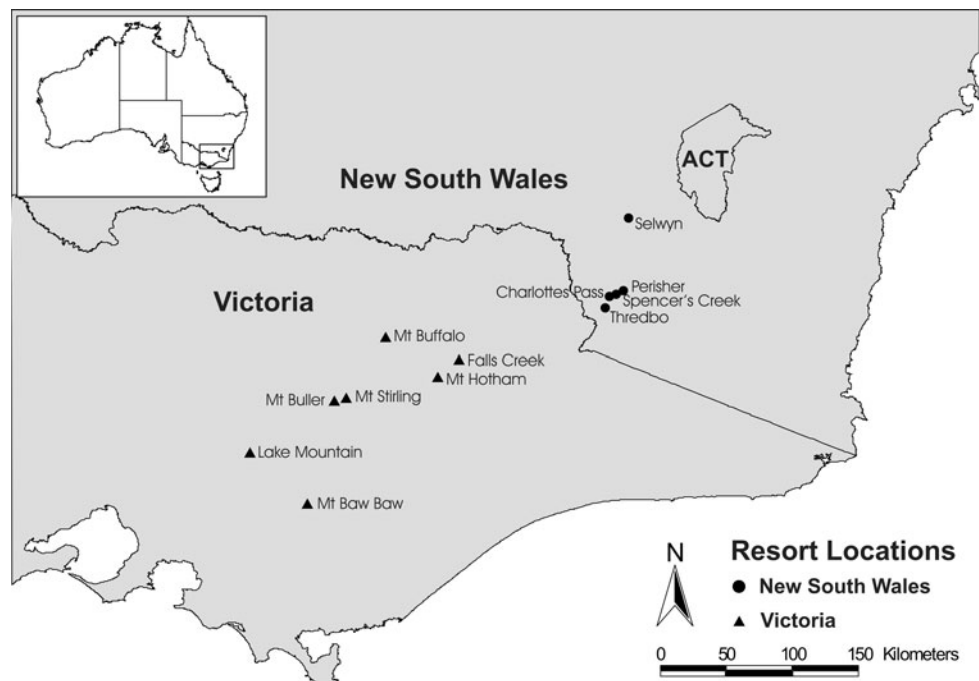 ACT
New South Wales
Selwyn
Perisher
Charlottes Pass
Spencer's Creek
Thredbo
Victoria
Mt Buffalo
Falls Creek
Mt Hotham
Mt Buller
Mt Stirling
Lake Mountain
Mt Baw Baw
N
Resort Locations
New South Wales
Victoria
0 50 100 150 Kilometers